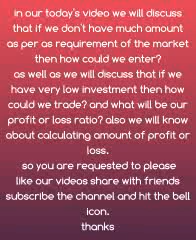 in our today's video we will discuss
that if we don't have much amount
as per as requirement of the market
then how could we enter?
as well as we will discuss that if we
have very low investment then how
could we trade? and what will be our
profit or loss ratio? also we will know
about calculating amount of profit or
loss.
so you are requested to please
like our videos share with friends
subscribe the channel and hit the bell
icon.
thanks